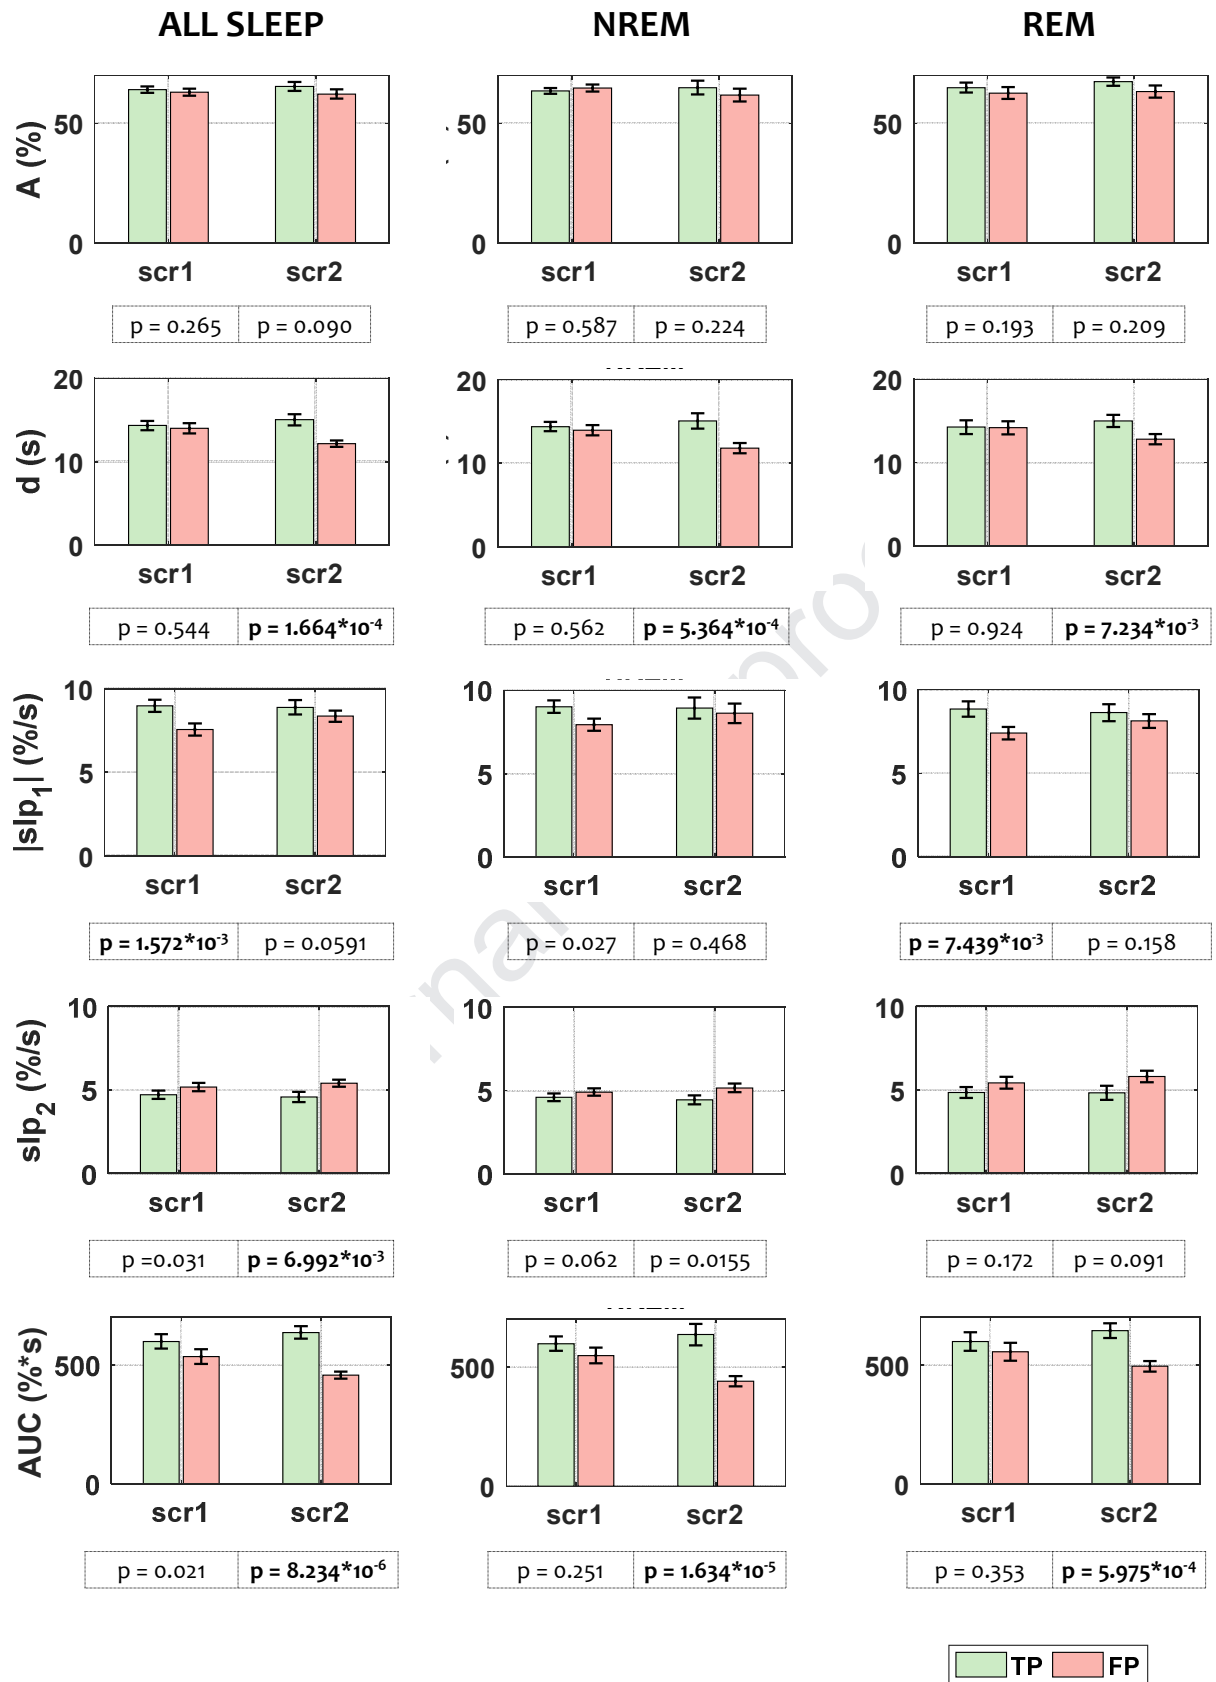 ALL SLEEP NREM REM
A (%)
50 0 scr1 scr2
50 0 scr1 scr2
50 0 scr1 scr2
p = 0.265 p = 0.090 p = 0.587 p = 0.224 p = 0.193 p = 0.209
d (s)
20 10 0 scr1 scr2
20 10 0 scr1 scr2
20 10 0 scr1 scr2
p = 0.544 p = 1.664*10⁻⁴ p = 0.562 p = 5.364*10⁻⁴ p = 0.924 p = 7.234*10⁻³
|slp₁| (%/s)
10 5 0 scr1 scr2
10 5 0 scr1 scr2
10 5 0 scr1 scr2
p = 1.572*10⁻³ p = 0.0591 p = 0.027 p = 0.468 p = 7.439*10⁻³ p = 0.158
slp₂ (%/s)
10 5 0 scr1 scr2
10 5 0 scr1 scr2
10 5 0 scr1 scr2
p =0.031 p = 6.992*10⁻³ p = 0.062 p = 0.0155 p = 0.172 p = 0.091
AUC (%*s)
500 0 scr1 scr2
500 0 scr1 scr2
500 0 scr1 scr2
p = 0.021 p = 8.234*10⁻⁶ p = 0.251 p = 1.634*10⁻⁵ p = 0.353 p = 5.975*10⁻⁴
TP FP